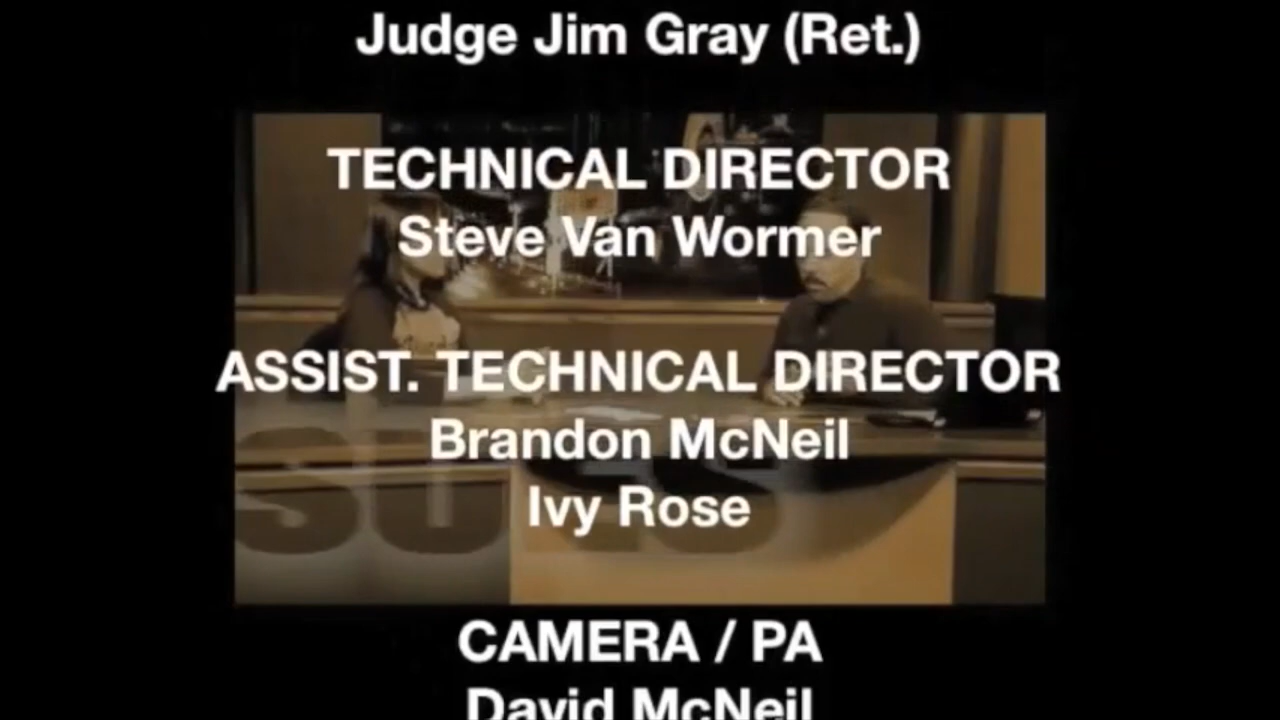 Judge Jim Gray (Ret.)
TECHNICAL DIRECTOR
Steve Van Wormer
ASSIST. TECHNICAL DIRECTOR
Brandon McNeil
Ivy Rose
CAMERA / PA
David McNeil